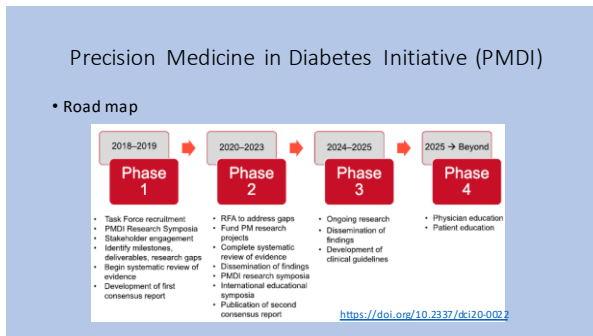 Precision Medicine in Diabetes Initiative (PMDI)
• Road map
2018–2019
2020–2023
2024–2025
2025 → Beyond
Phase
1
Phase
2
Phase
3
Phase
4
• Task Force recruitment
• PMDI Research Symposia
• Stakeholder engagement
• Identify milestones,
deliverables, research gaps
• Begin systematic review of
evidence
• Development of first
consensus report
• RFA to address gaps
• Fund PM research
projects
• Complete systematic
review of evidence
• Dissemination of findings
• PMDI research symposia
• International educational
symposia
• Publication of second
consensus report
• Ongoing research
• Dissemination of
findings
• Development of
clinical guidelines
• Physician education
• Patient education
https://doi.org/10.2337/dci20-0022